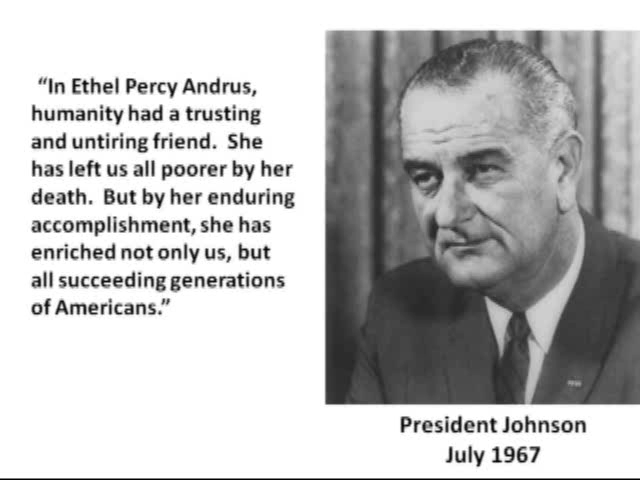 “In Ethel Percy Andrus,
humanity had a trusting
and untiring friend.  She
has left us all poorer by her
death.  But by her enduring
accomplishment, she has
enriched not only us, but
all succeeding generations
of Americans.”
President Johnson
July 1967